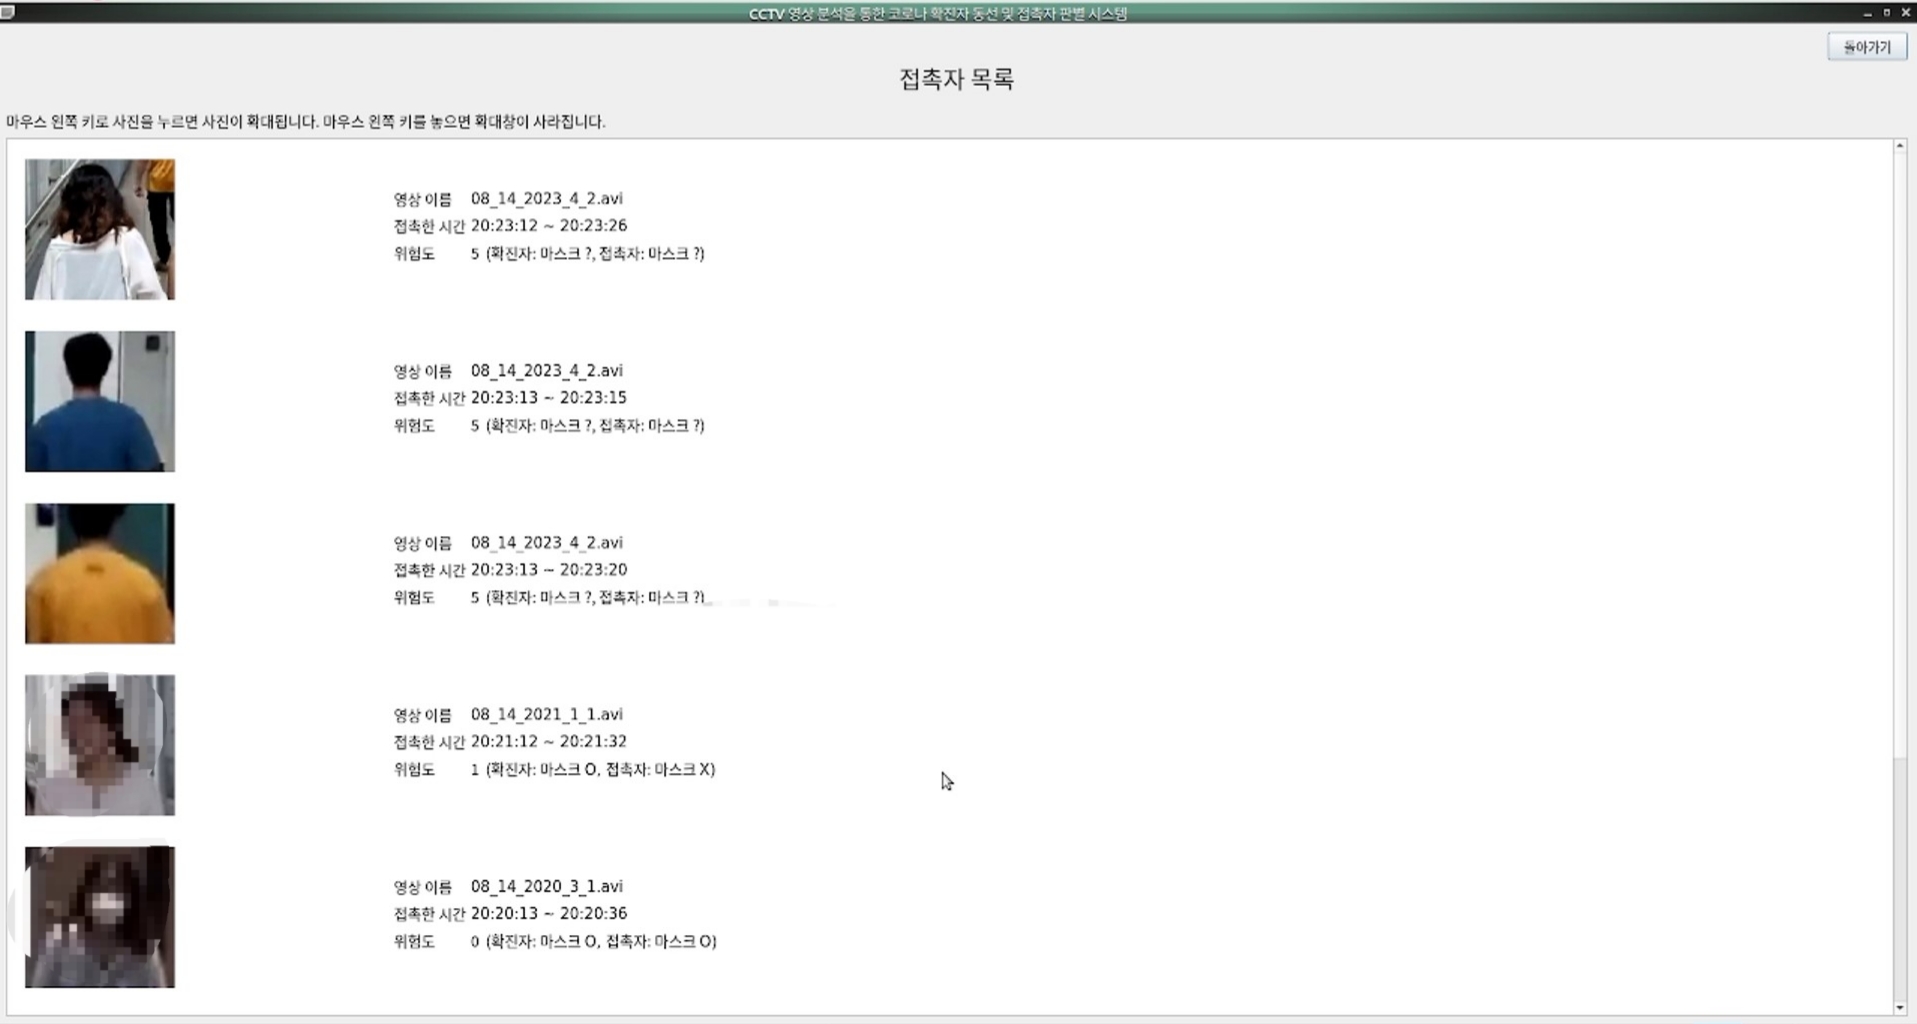 CCTV 영상 분석을 통한 코로나 확진자 동선 및 접촉자 판별 시스템
돌아가기
접촉자 목록
마우스 왼쪽 키로 사진을 누르면 사진이 확대됩니다. 마우스 왼쪽 키를 놓으면 확대창이 사라집니다.
영상 이름 08_14_2023_4_2.avi
접촉한 시간 20:23:12 ~ 20:23:26
위험도 5 (확진자: 마스크 ?, 접촉자: 마스크 ?)
영상 이름 08_14_2023_4_2.avi
접촉한 시간 20:23:13 ~ 20:23:15
위험도 5 (확진자: 마스크 ?, 접촉자: 마스크 ?)
영상 이름 08_14_2023_4_2.avi
접촉한 시간 20:23:13 ~ 20:23:20
위험도 5 (확진자: 마스크 ?, 접촉자: 마스크 ?)
영상 이름 08_14_2021_1_1.avi
접촉한 시간 20:21:12 ~ 20:21:32
위험도 1 (확진자: 마스크 O, 접촉자: 마스크 X)
영상 이름 08_14_2020_3_1.avi
접촉한 시간 20:20:13 ~ 20:20:36
위험도 0 (확진자: 마스크 O, 접촉자: 마스크 O)